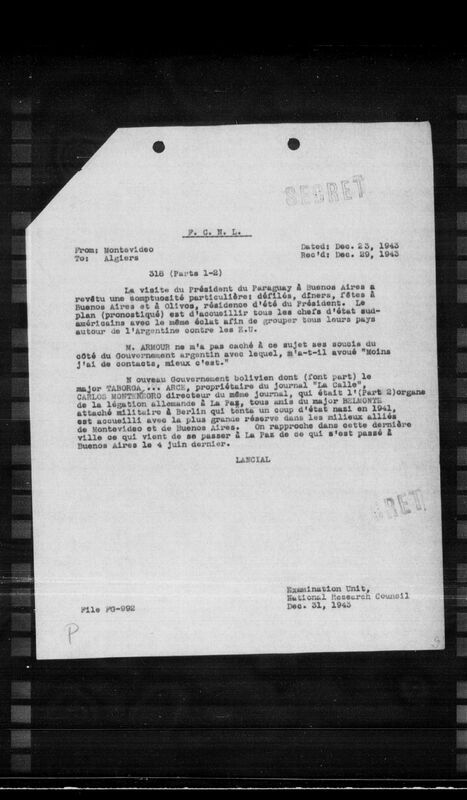 SECRET
F. C. N. L.
From: Montevideo Dated: Dec. 23, 1943
To: Algiers Rec'd: Dec. 29, 1943
318 (Parts 1-2)
La visite du Président du Paraguay à Buenos Aires a
revêtu une somptuosité particulière: défilés, dîners, fêtes à
Buenos Aires et à Olivos, résidence d'été du Président. Le
plan (pronostiqué) est d'accueillir tous les chefs d'état sud-
américains avec le même éclat afin de grouper tous leurs pays
autour de l'Argentine contre les E.U.
M. ARMOUR ne m'a pas caché à ce sujet ses soucis du
côté du Gouvernement argentin avec lequel, m'a-t-il avoué "Moins
j'ai de contacts, mieux c'est."
N ouveau Gouvernement bolivien dont (font part) le
major TABORGA,... ARCE, propriétaire du journal "La Calle",
CARLOS MONTENEGRO directeur du même journal, qui était l'(Part 2)organe
de la légation allemande à La Paz, tous amis du major BELMONTE
attaché militaire à Berlin qui tenta un coup d'état nazi en 1941,
est accueilli avec la plus grande réserve dans les milieux alliés
de Montevideo et de Buenos Aires. On rapproche dans cette dernière
ville ce qui vient de se passer à La Paz de ce qui s'est passé à
Buenos Aires le 4 juin dernier.
LANCIAL
RET
Examination Unit,
National Research Council
File FG-992 Dec. 31, 1943
P